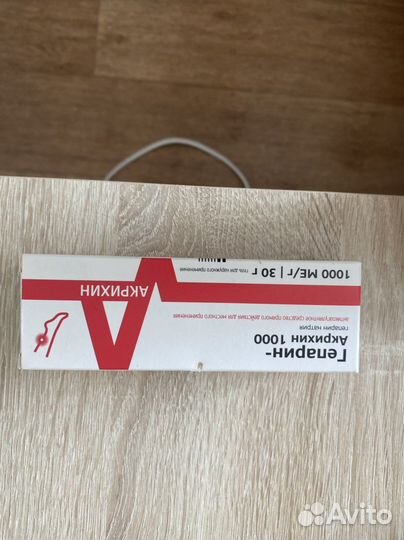 Гепарин-
Акрихин 1000
гепарин натрия
антикоагулянтное средство прямого действия для местного применения
АКРИХИН
1000 МЕ/г | 30 г
гель для наружного применения
Avito